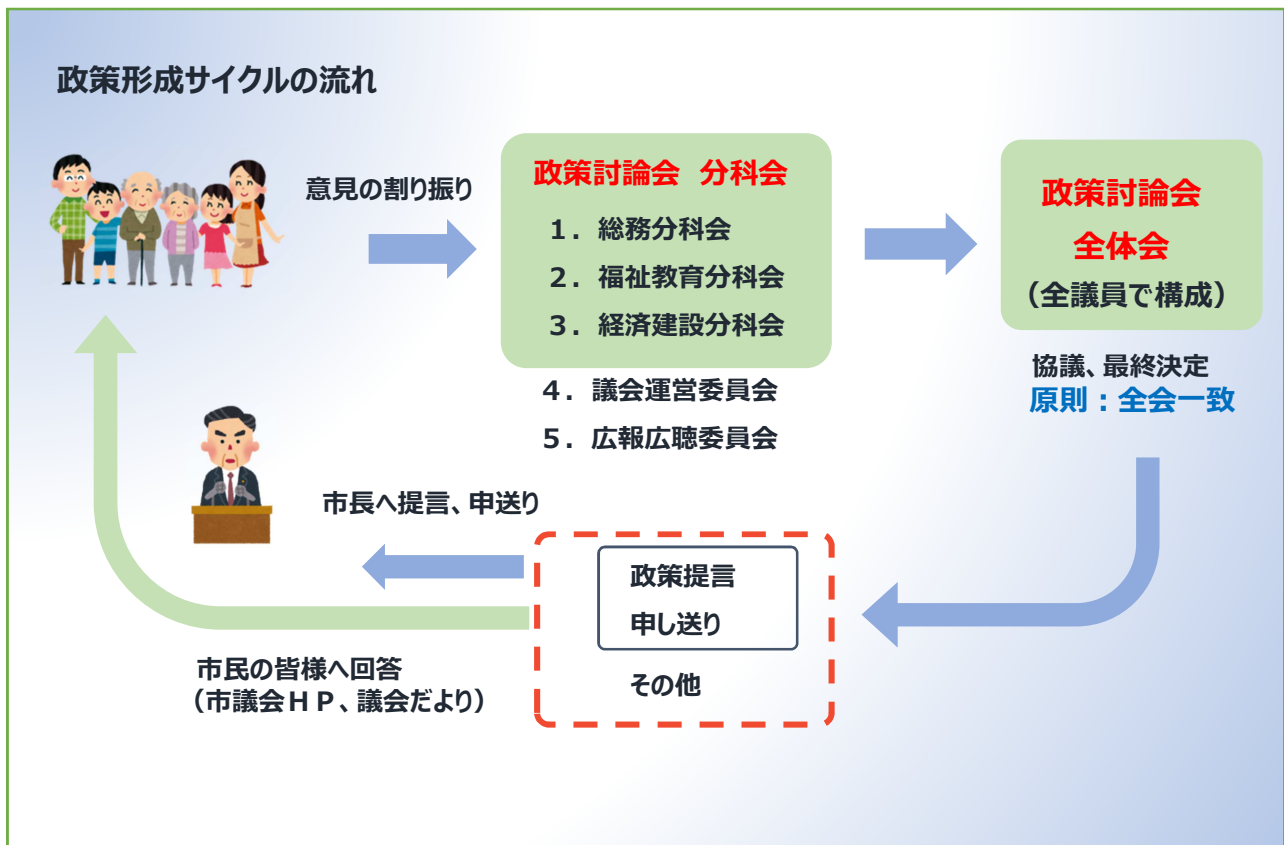 政策形成サイクルの流れ
意見の割り振り
政策討論会 分科会
１．総務分科会
２．福祉教育分科会
３．経済建設分科会
４．議会運営委員会
５．広報広聴委員会
政策討論会
全体会
（全議員で構成）
協議、最終決定
原則：全会一致
市長へ提言、申送り
政策提言
申し送り
その他
市民の皆様へ回答
（市議会ＨＰ、議会だより）